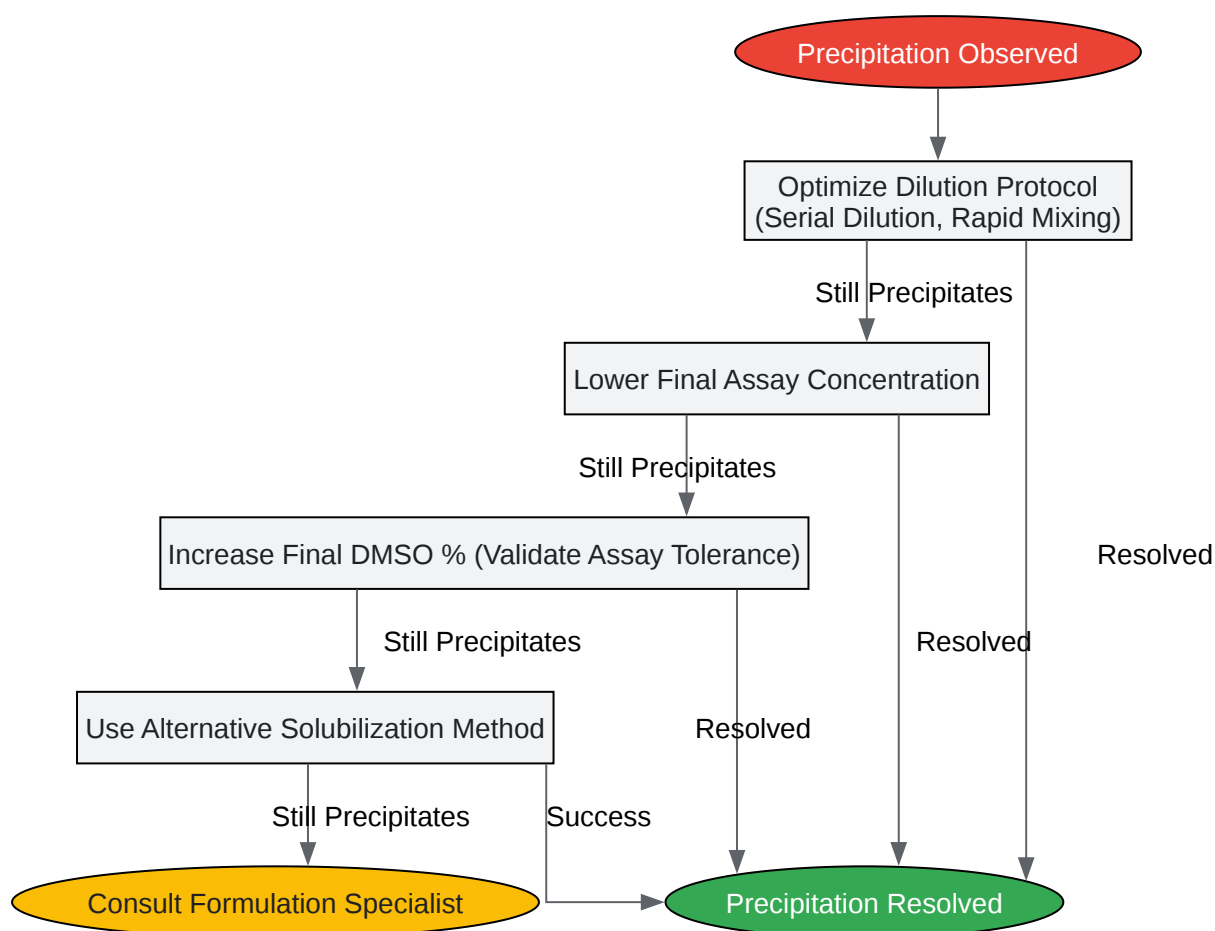 Precipitation Observed
Optimize Dilution Protocol
(Serial Dilution, Rapid Mixing)
Still Precipitates
Lower Final Assay Concentration
Still Precipitates
Increase Final DMSO % (Validate Assay Tolerance)
Resolved
Still Precipitates
Resolved
Use Alternative Solubilization Method
Resolved
Still Precipitates
Success
Consult Formulation Specialist
Precipitation Resolved